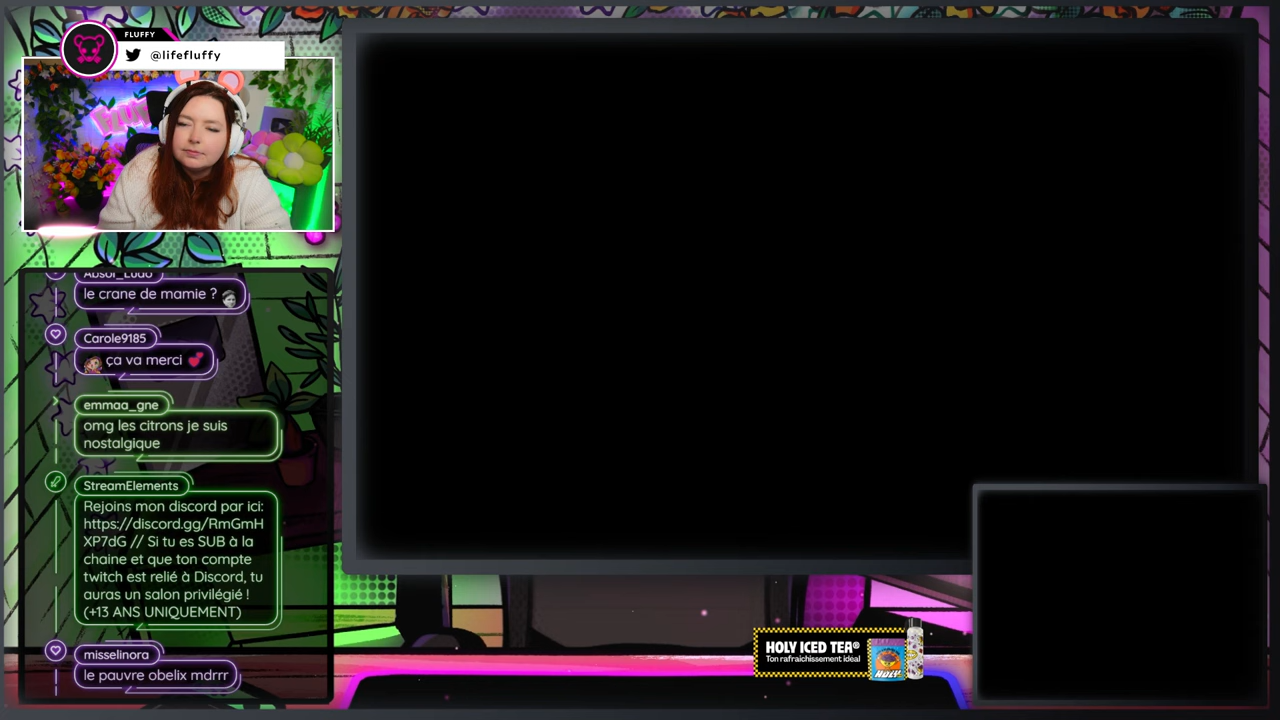 FLUFFY
@lifefluffy
Absol_Ludo
le crane de mamie ?
Carole9185
ça va merci
emmaa_gne
omg les citrons je suis
nostalgique
StreamElements
Rejoins mon discord par ici:
https://discord.gg/RmGmH
XP7dG // Si tu es SUB à la
chaine et que ton compte
twitch est relié à Discord, tu
auras un salon privilégié !
(+13 ANS UNIQUEMENT)
misselinora
le pauvre obelix mdrrr
HOLY ICED TEA®
Ton rafraichissement idéal
HOLY